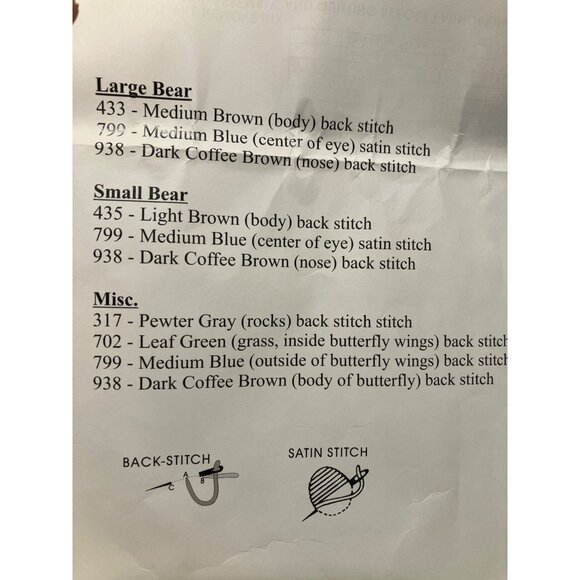 Large Bear
433 - Medium Brown (body) back stitch
799 - Medium Blue (center of eye) satin stitch
938 - Dark Coffee Brown (nose) back stitch
Small Bear
435 - Light Brown (body) back stitch
799 - Medium Blue (center of eye) satin stitch
938 - Dark Coffee Brown (nose) back stitch
Misc.
317 - Pewter Gray (rocks) back stitch stitch
702 - Leaf Green (grass, inside butterfly wings) back stitch
799 - Medium Blue (outside of butterfly wings) back stitch
938 - Dark Coffee Brown (body of butterfly) back stitch
BACK-STITCH
A
B
C
SATIN STITCH